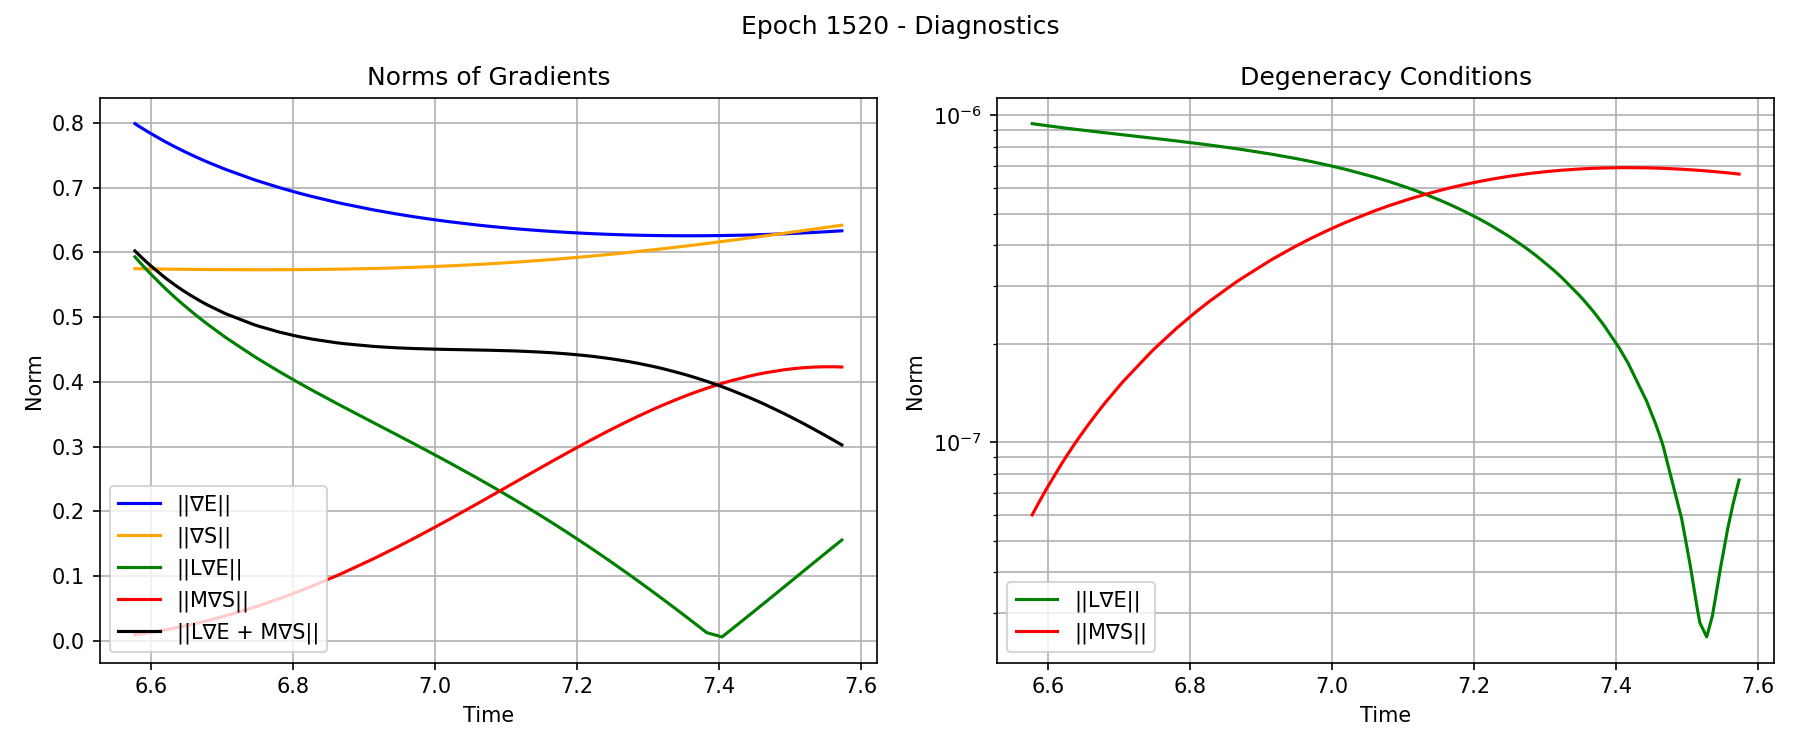 Epoch 1520 - Diagnostics
Norms of Gradients
Norm
0.8
0.7
0.6
0.5
0.4
0.3
0.2
0.1
0.0
||∇E||
||∇S||
||L∇E||
||M∇S||
||L∇E + M∇S||
6.6 6.8 7.0 7.2 7.4 7.6
Time
Degeneracy Conditions
Norm
10⁻⁶
10⁻⁷
||L∇E||
||M∇S||
6.6 6.8 7.0 7.2 7.4 7.6
Time